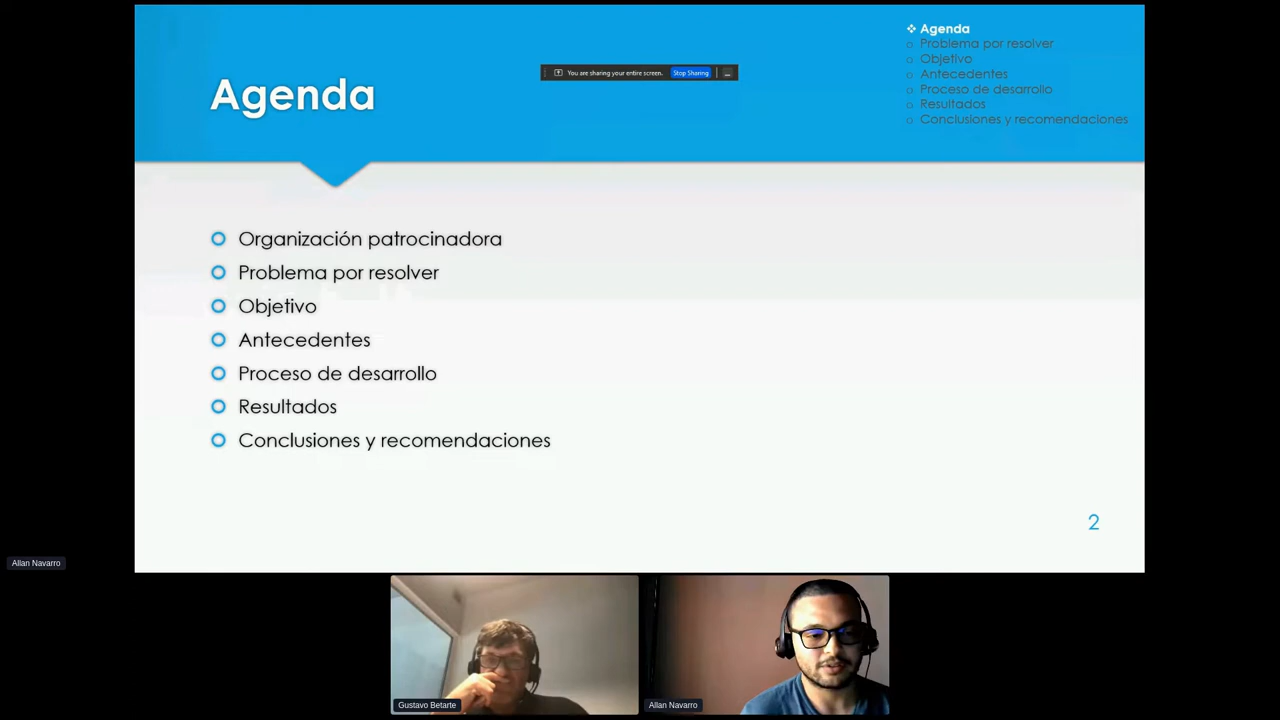 Agenda
❖ Agenda
Problema por resolver
Objetivo
Antecedentes
Proceso de desarrollo
Resultados
Conclusiones y recomendaciones
You are sharing your entire screen.
Stop Sharing
Organización patrocinadora
Problema por resolver
Objetivo
Antecedentes
Proceso de desarrollo
Resultados
Conclusiones y recomendaciones
2
Allan Navarro
Gustavo Betarte
Allan Navarro